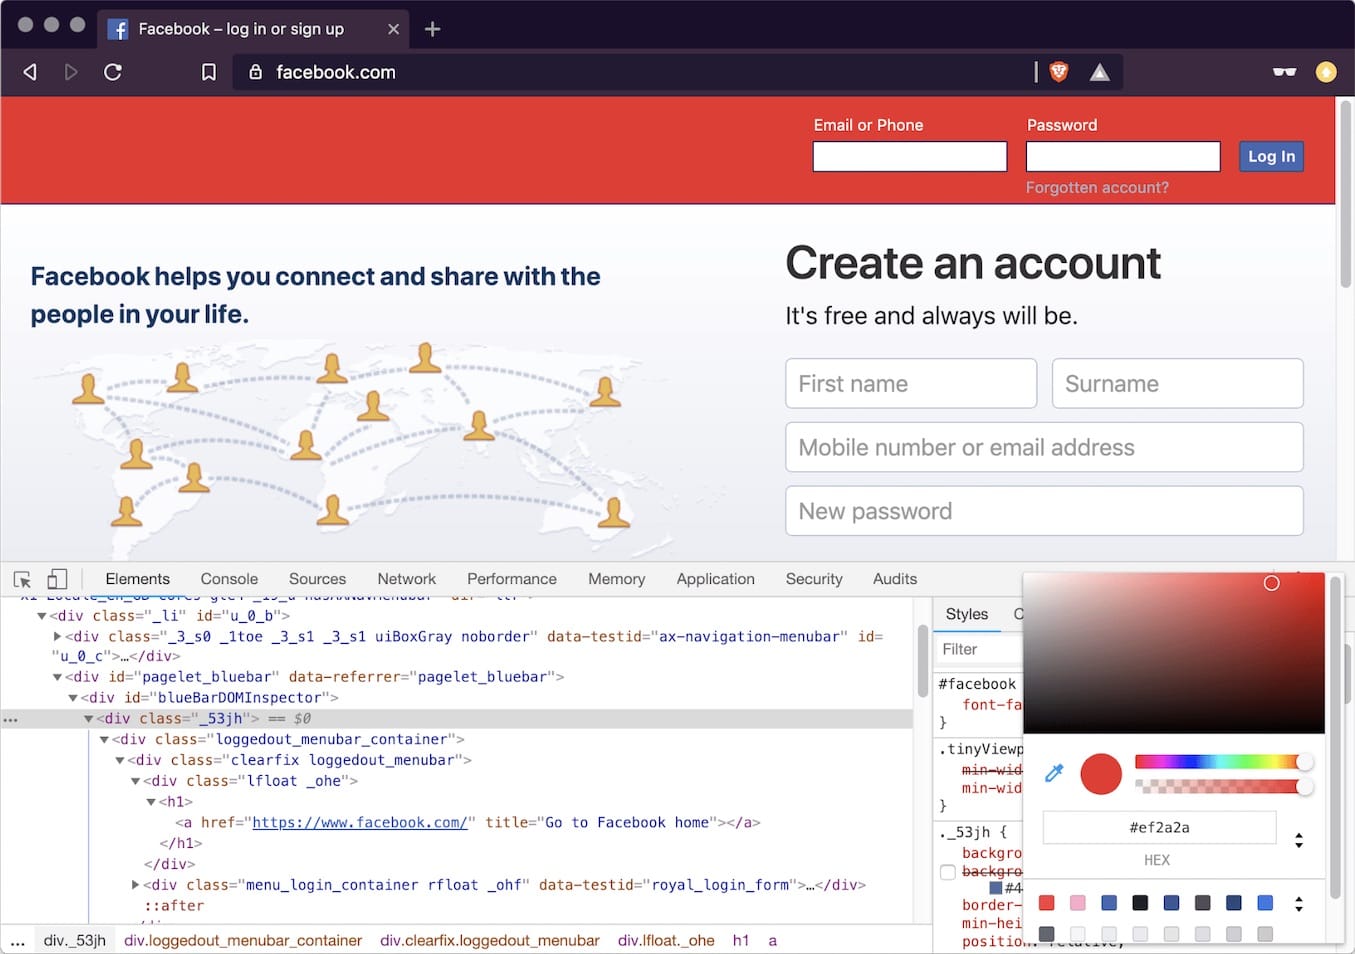 Facebook – log in or sign up
facebook.com
Email or Phone
Password
Log In
Forgotten account?
Facebook helps you connect and share with the
people in your life.
Create an account
It's free and always will be.
First name
Surname
Mobile number or email address
New password
Elements Console Sources Network Performance Memory Application Security Audits
<div class="_li" id="u_0_b">
<div class="_3_s0 _1toe _3_s1 _3_s1 uiBoxGray noborder" data-testid="ax-navigation-menubar" id=
"u_0_c">…</div>
<div id="pagelet_bluebar" data-referrer="pagelet_bluebar">
<div id="blueBarDOMInspector">
… <div class="_53jh"> == $0
<div class="loggedout_menubar_container">
<div class="clearfix loggedout_menubar">
<div class="lfloat _ohe">
<h1>
<a href="https://www.facebook.com/" title="Go to Facebook home"></a>
</h1>
</div>
<div class="menu_login_container rfloat _ohf" data-testid="royal_login_form">…</div>
::after
… div._53jh div.loggedout_menubar_container div.clearfix.loggedout_menubar div.lfloat._ohe h1 a
Styles C
Filter
#facebook
font-fa
}
.tinyViewp
min-wid
min-wid
}
._53jh {
backgro
backgro
#4
border-
min-hei
position: relative;
#ef2a2a
HEX